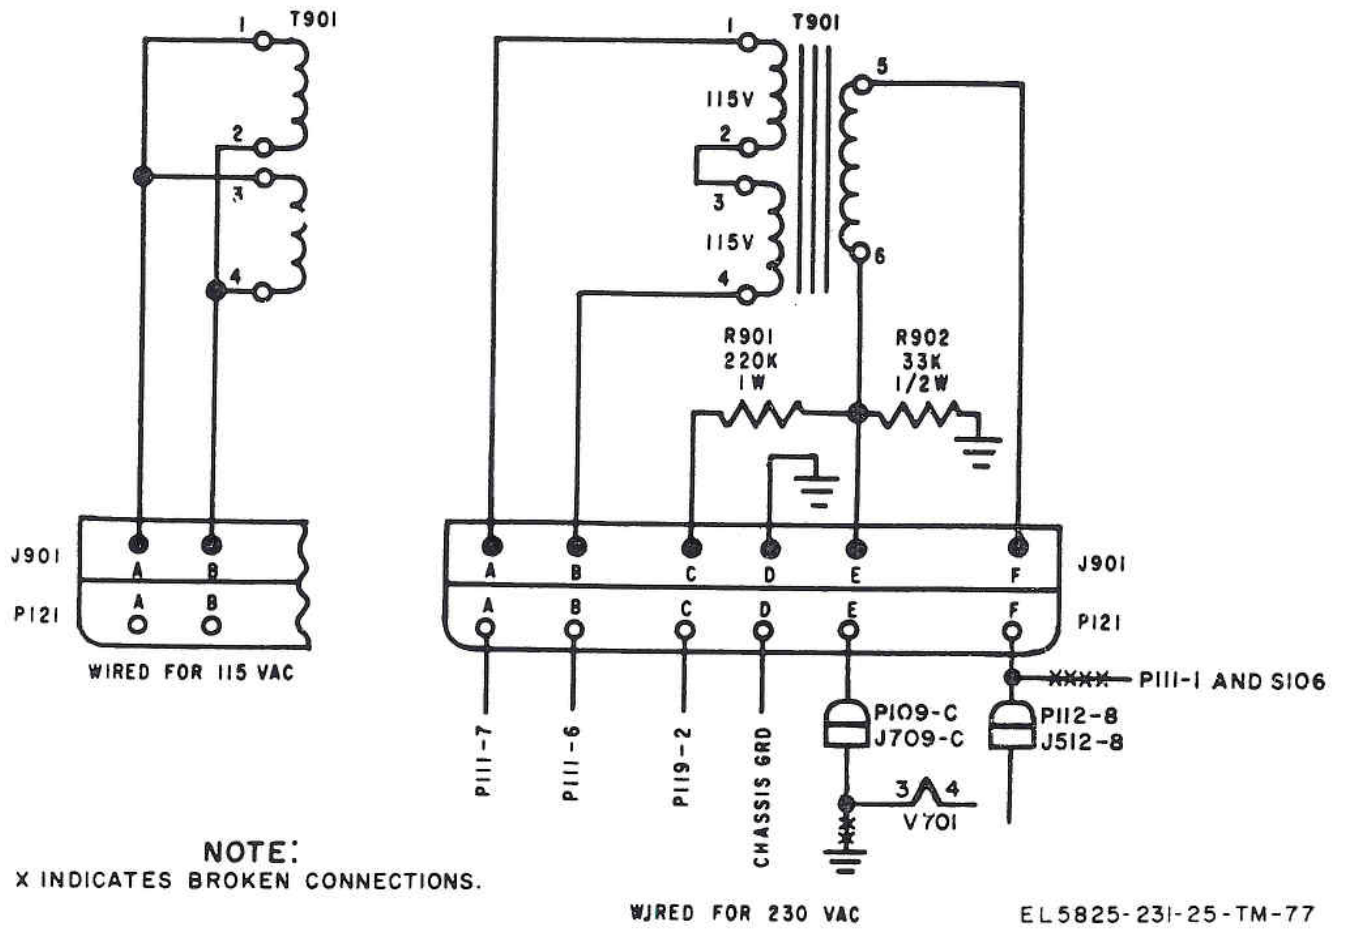 T901
1
2
3
4
J901
A
B
P121
A
B
WIRED FOR 115 VAC
T901
1
115V
2
3
115V
4
5
6
R901
220K
1W
R902
33K
1/2W
J901
A B C D E F
P121
A B C D E F
P111-7
P111-6
P119-2
CHASSIS GRD
P109-C
J709-C
3 4
V701
P111-1 AND S106
P112-8
J512-8
XXXX
XX
NOTE:
X INDICATES BROKEN CONNECTIONS.
WIRED FOR 230 VAC
EL5825-231-25-TM-77